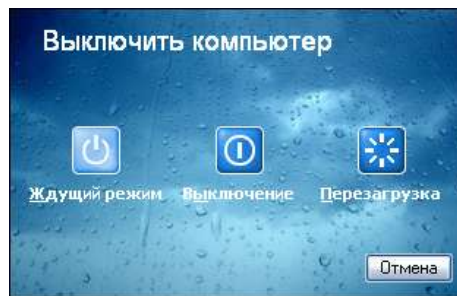 Выключить компьютер
Ждущий режим Выключение Перезагрузка
Отмена